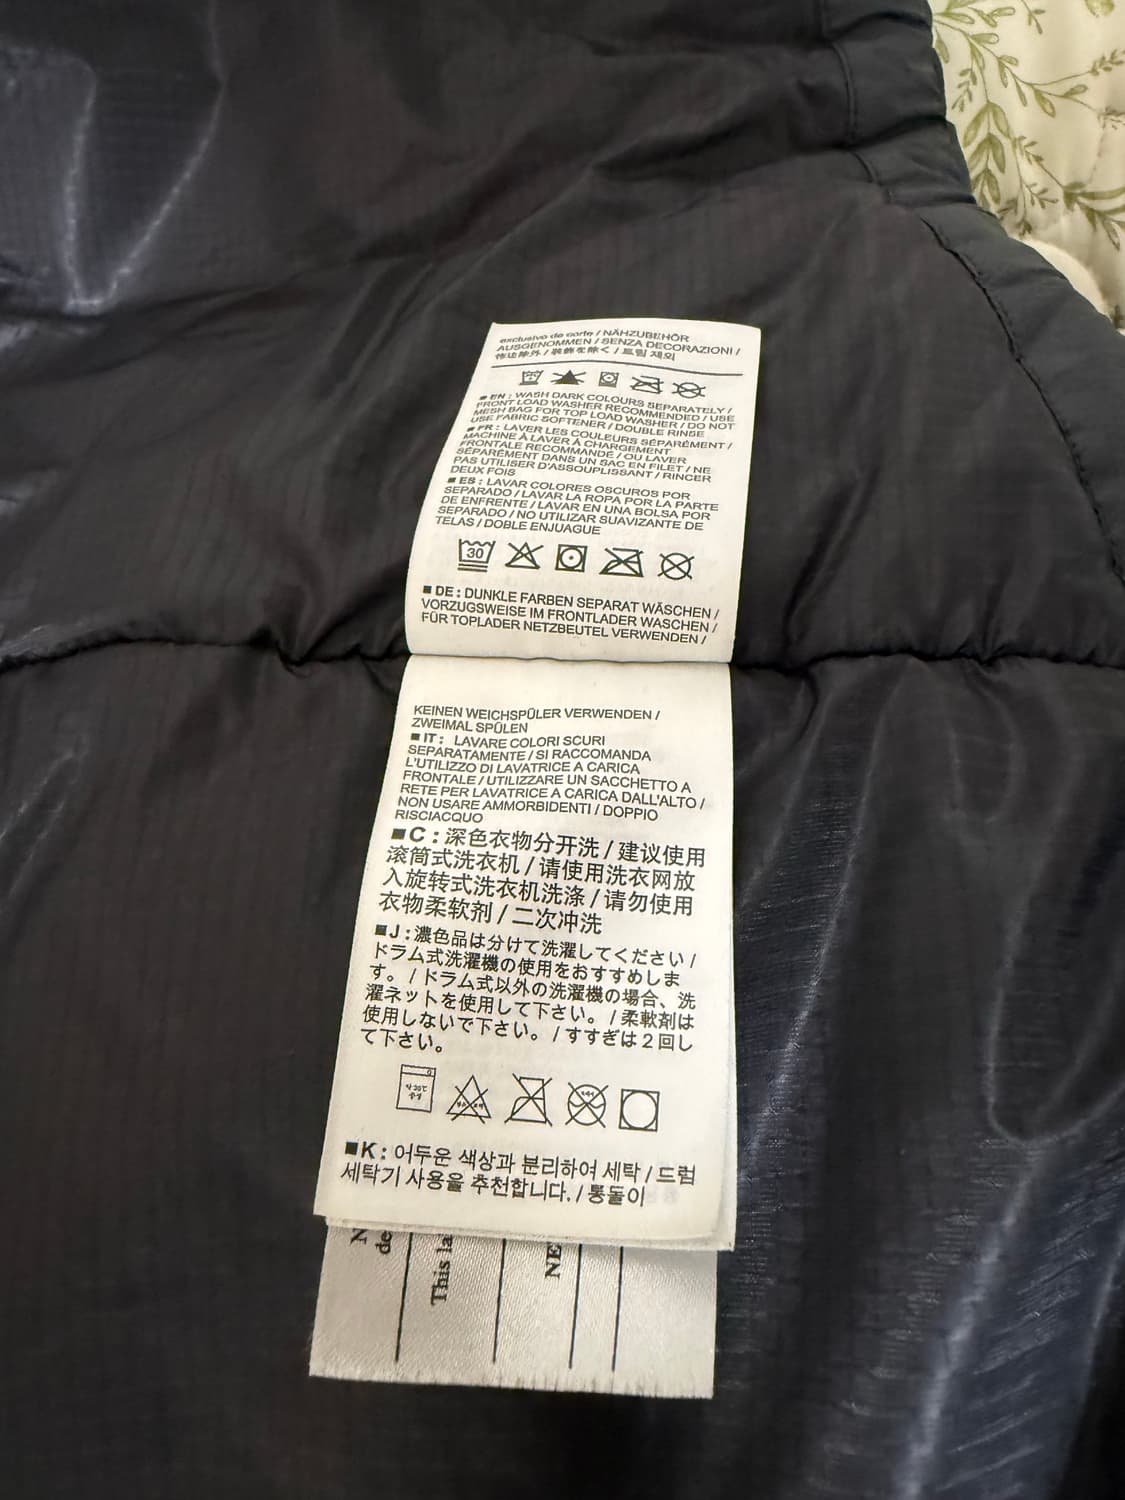 exclusivo de corte / NÄHZUBEHÖR
AUSGENOMMEN / SENZA DECORAZIONI /
饰边除外 / 装飾を除く / 트림 제외
■ EN : WASH DARK COLOURS SEPARATELY /
FRONT LOAD WASHER RECOMMENDED / USE
MESH BAG FOR TOP LOAD WASHER / DO NOT
USE FABRIC SOFTENER / DOUBLE RINSE
■ FR : LAVER LES COULEURS SÉPARÉMENT /
MACHINE À LAVER À CHARGEMENT
FRONTALE RECOMMANDÉ / OU LAVER
SÉPARÉMENT DANS UN SAC EN FILET / NE
PAS UTILISER D'ASSOUPLISSANT / RINCER
DEUX FOIS
■ ES : LAVAR COLORES OSCUROS POR
SEPARADO / LAVAR LA ROPA POR LA PARTE
DE ENFRENTE / LAVAR EN UNA BOLSA POR
SEPARADO / NO UTILIZAR SUAVIZANTE DE
TELAS / DOBLE ENJUAGUE
30
■ DE : DUNKLE FARBEN SEPARAT WÄSCHEN /
VORZUGSWEISE IM FRONTLADER WASCHEN /
FÜR TOPLADER NETZBEUTEL VERWENDEN /
KEINEN WEICHSPÜLER VERWENDEN /
ZWEIMAL SPÜLEN
■ IT : LAVARE COLORI SCURI
SEPARATAMENTE / SI RACCOMANDA
L'UTILIZZO DI LAVATRICE A CARICA
FRONTALE / UTILIZZARE UN SACCHETTO A
RETE PER LAVATRICE A CARICA DALL'ALTO /
NON USARE AMMORBIDENTI / DOPPIO
RISCIACQUO
■C : 深色衣物分开洗 / 建议使用
滚筒式洗衣机 / 请使用洗衣网放
入旋转式洗衣机洗涤 / 请勿使用
衣物柔软剂 / 二次冲洗
■J : 濃色品は分けて洗濯してください /
ドラム式洗濯機の使用をおすすめしま
す。 / ドラム式以外の洗濯機の場合、洗
濯ネットを使用して下さい。 / 柔軟剤は
使用しないで下さい。 / すすぎは２回し
て下さい。
■K : 어두운 색상과 분리하여 세탁 / 드럼
세탁기 사용을 추천합니다. / 통돌이
N
de
This la
NE